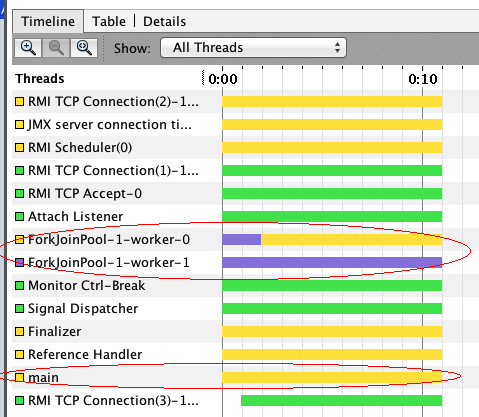 Timeline Table Details
Show: All Threads
Threads 0:00 0:10
RMI TCP Connection(2)-1...
JMX server connection ti...
RMI Scheduler(0)
RMI TCP Connection(1)-1...
RMI TCP Accept-0
Attach Listener
ForkJoinPool-1-worker-0
ForkJoinPool-1-worker-1
Monitor Ctrl-Break
Signal Dispatcher
Finalizer
Reference Handler
main
RMI TCP Connection(3)-1...